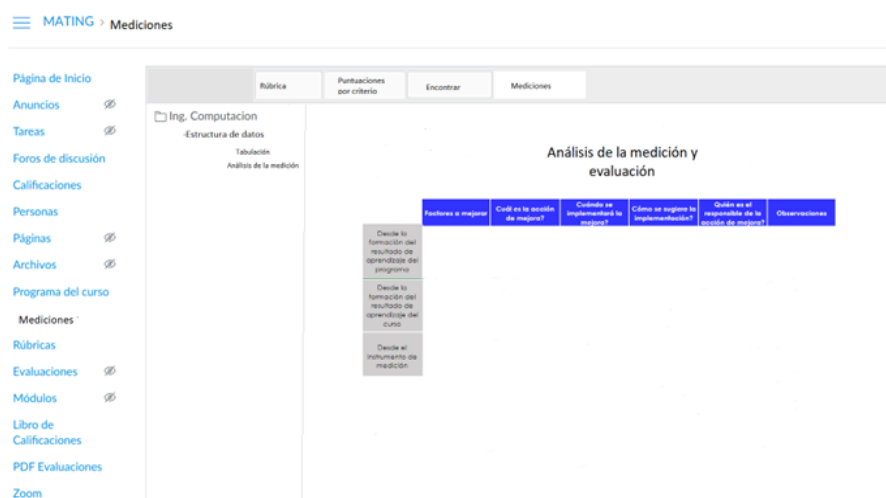 MATING > Mediciones
Página de Inicio
Anuncios
Tareas
Foros de discusión
Calificaciones
Personas
Páginas
Archivos
Programa del curso
Mediciones
Rúbricas
Evaluaciones
Módulos
Libro de
Calificaciones
PDF Evaluaciones
Zoom
Rúbrica
Puntuaciones
por criterio
Encontrar
Mediciones
Ing. Computacion
-Estructura de datos
Tabulación
Análisis de la medición
Análisis de la medición y
evaluación
Factores a mejorar
Cuál es la acción
de mejora?
Cuándo se
implementará la
mejora?
Cómo se sugiere la
implementación?
Quién es el
responsable de la
acción de mejora?
Observaciones
Desde la
formación del
resultado de
aprendizaje del
programa
Desde la
formación del
resultado de
aprendizaje del
curso
Desde el
instrumento de
medición